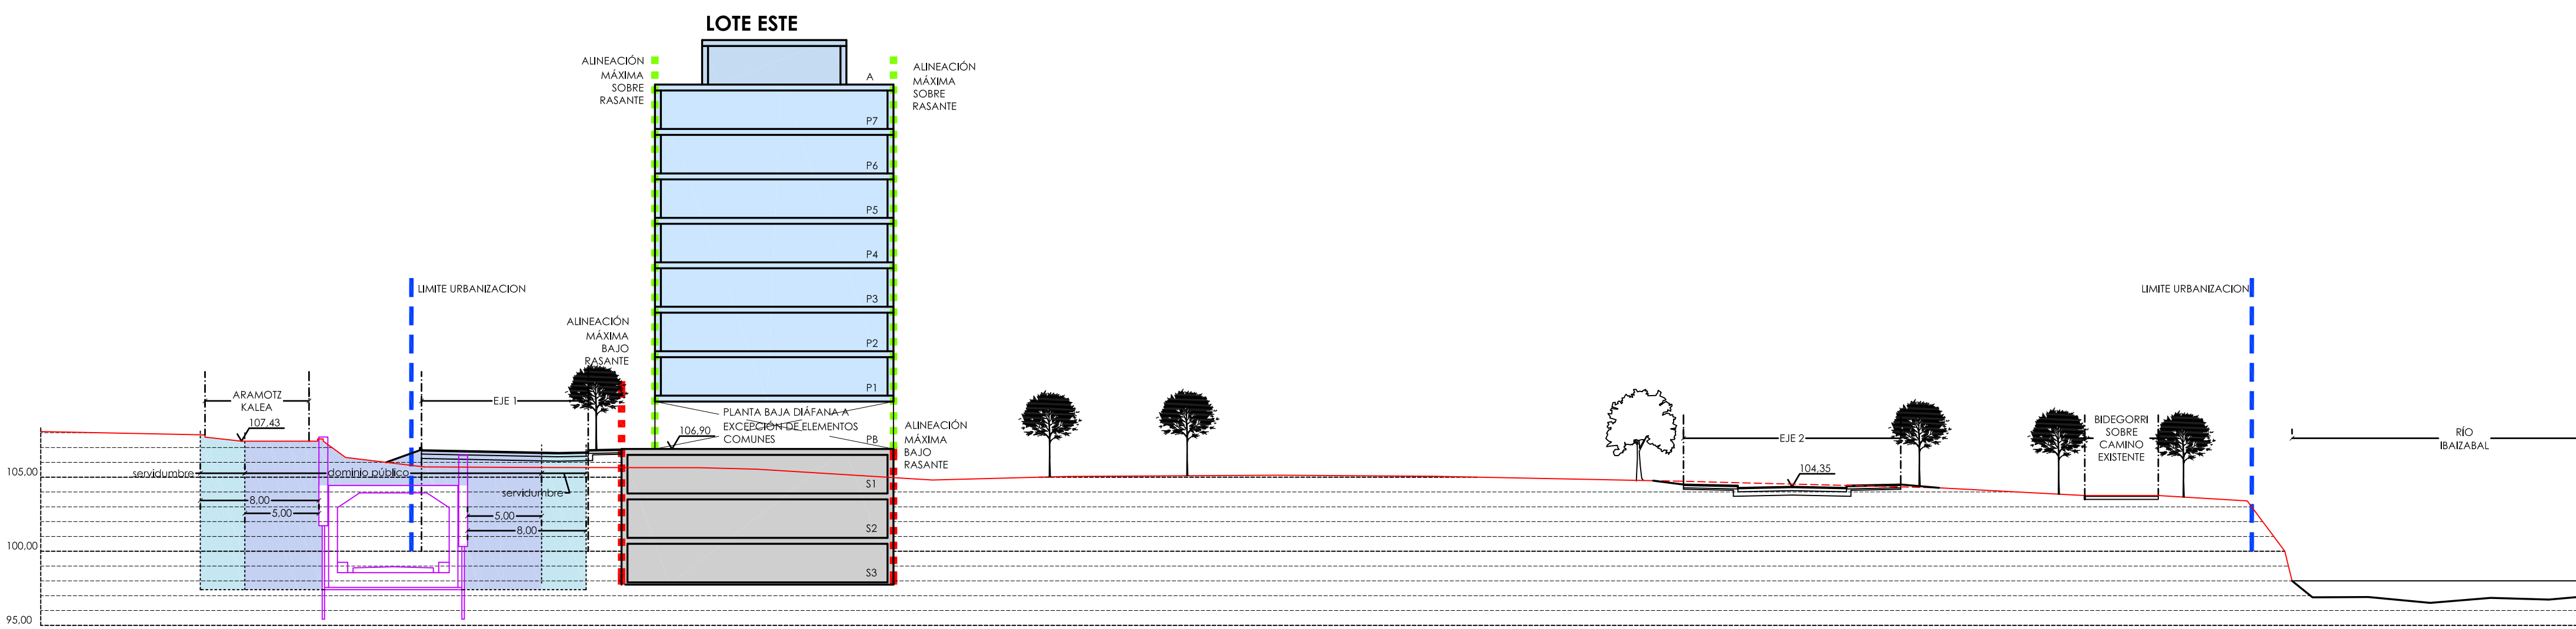 LOTE ESTE
ALINEACIÓN
MÁXIMA
SOBRE
RASANTE
ALINEACIÓN
MÁXIMA
SOBRE
RASANTE
A
P7
P6
P5
P4
P3
P2
P1
LIMITE URBANIZACION
LIMITE URBANIZACION
ALINEACIÓN
MÁXIMA
BAJO
RASANTE
ARAMOTZ
KALEA
107,43
EJE 1
PLANTA BAJA DIÁFANA A
EXCEPCIÓN DE ELEMENTOS
COMUNES
106,90
PB
ALINEACIÓN
MÁXIMA
BAJO
RASANTE
EJE 2
104,35
BIDEGORRI
SOBRE
CAMINO
EXISTENTE
RÍO
IBAIZABAL
105,00
servidumbre
dominio público
servidumbre
8,00
5,00
5,00
8,00
S1
S2
S3
100,00
95,00